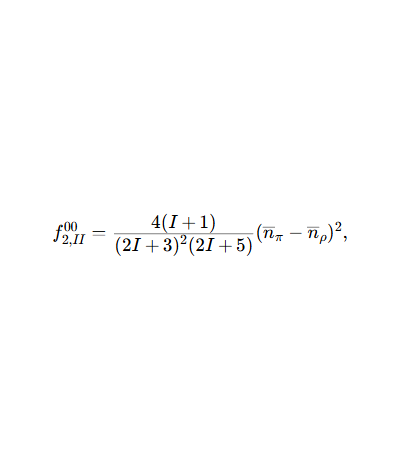 f^{00}_{2,II} = \frac{4(I+1)}{(2I+3)^2(2I+5)}(\overline{n}_\pi − \overline{n}_\rho)^2,